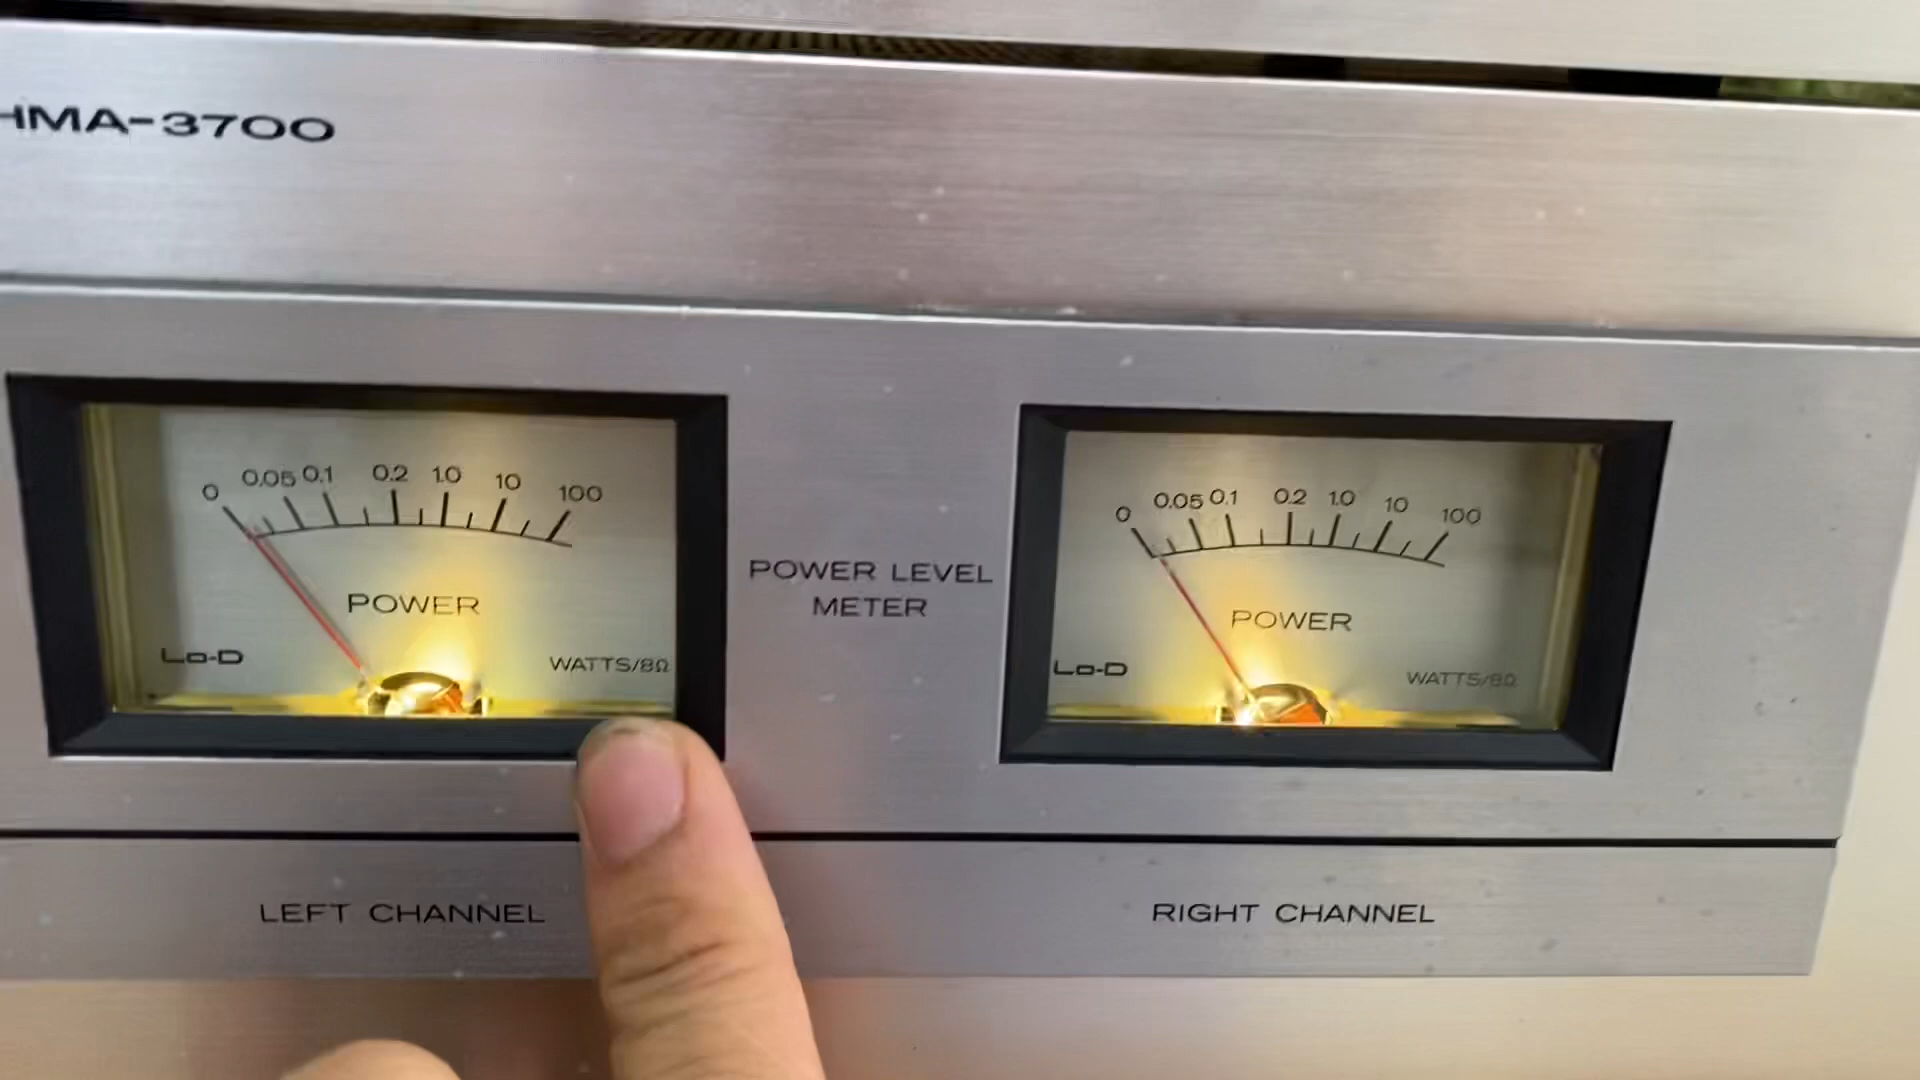 HMA-3700
0 0.05 0.1 0.2 1.0 10 100
POWER
Lo-D
WATTS/8Ω
POWER LEVEL
METER
0 0.05 0.1 0.2 1.0 10 100
POWER
Lo-D
WATTS/8Ω
LEFT CHANNEL
RIGHT CHANNEL